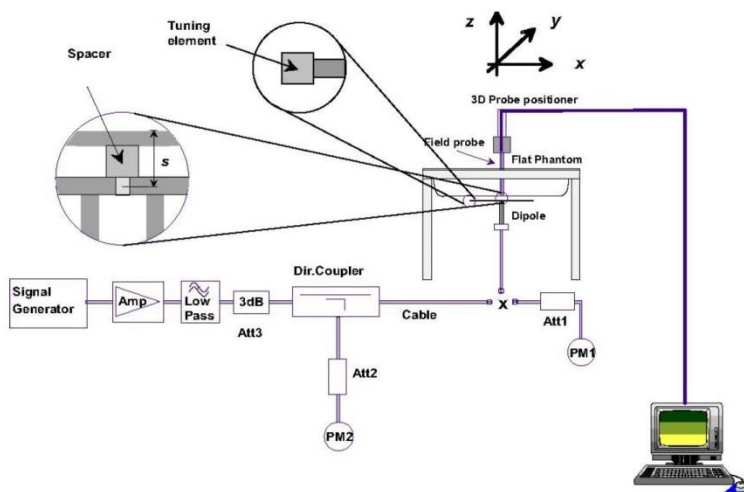 Tuning
element
Spacer
s
z
y
x
3D Probe positioner
Field probe
Flat Phantom
Dipole
Dir.Coupler
Signal
Generator
Amp
Low
Pass
3dB
Att3
Cable
x
Att1
PM1
Att2
PM2